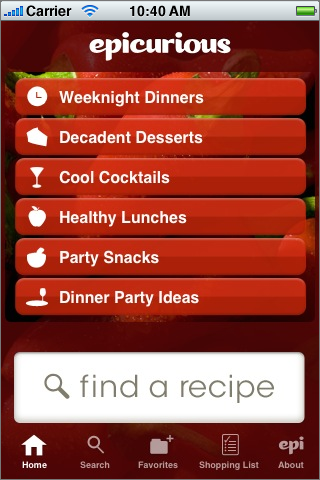 Carrier 10:40 AM
epicurious
Weeknight Dinners
Decadent Desserts
Cool Cocktails
Healthy Lunches
Party Snacks
Dinner Party Ideas
find a recipe
epi
Home Search Favorites Shopping List About